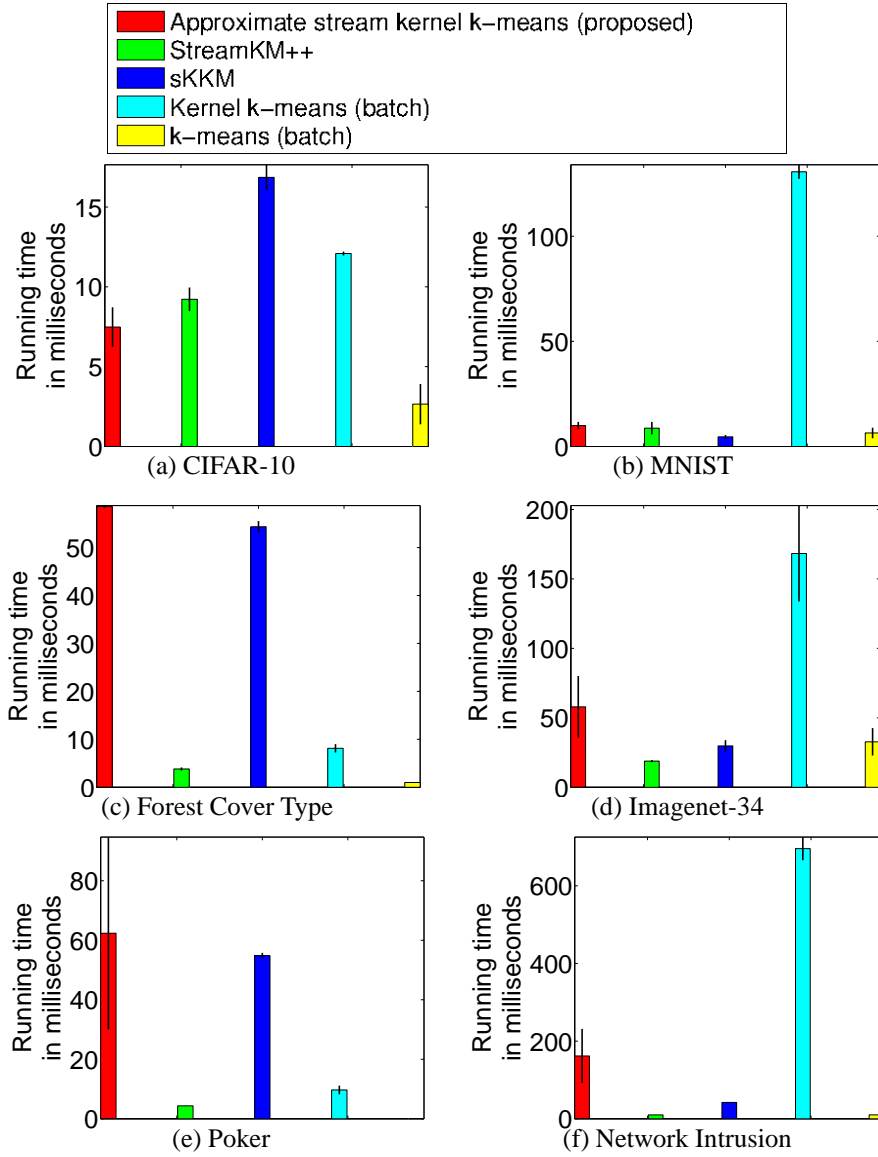 Approximate stream kernel k−means (proposed)
StreamKM++
sKKM
Kernel k−means (batch)
k−means (batch)
Running time
in milliseconds
15
10
5
0
(a) CIFAR-10
Running time
in milliseconds
100
50
0
(b) MNIST
Running time
in milliseconds
50
40
30
20
10
0
(c) Forest Cover Type
Running time
in milliseconds
200
150
100
50
0
(d) Imagenet-34
Running time
in milliseconds
80
60
40
20
0
(e) Poker
Running time
in milliseconds
600
400
200
0
(f) Network Intrusion